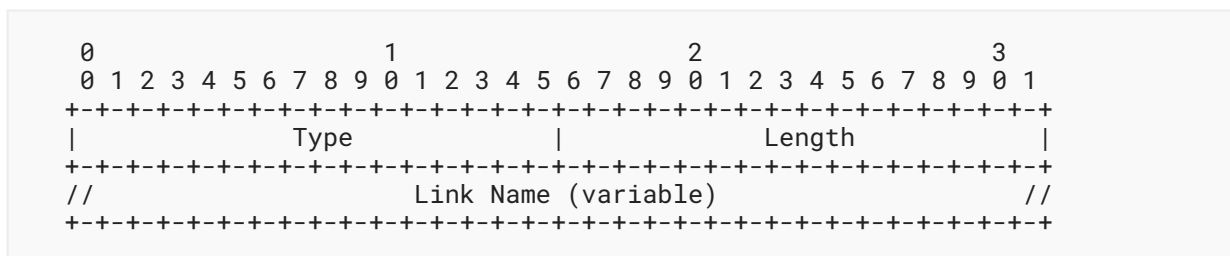 0                   1                   2                   3
 0 1 2 3 4 5 6 7 8 9 0 1 2 3 4 5 6 7 8 9 0 1 2 3 4 5 6 7 8 9 0 1
+-+-+-+-+-+-+-+-+-+-+-+-+-+-+-+-+-+-+-+-+-+-+-+-+-+-+-+-+-+-+-+-+
|              Type             |             Length            |
+-+-+-+-+-+-+-+-+-+-+-+-+-+-+-+-+-+-+-+-+-+-+-+-+-+-+-+-+-+-+-+-+
//                     Link Name (variable)                    //
+-+-+-+-+-+-+-+-+-+-+-+-+-+-+-+-+-+-+-+-+-+-+-+-+-+-+-+-+-+-+-+-+